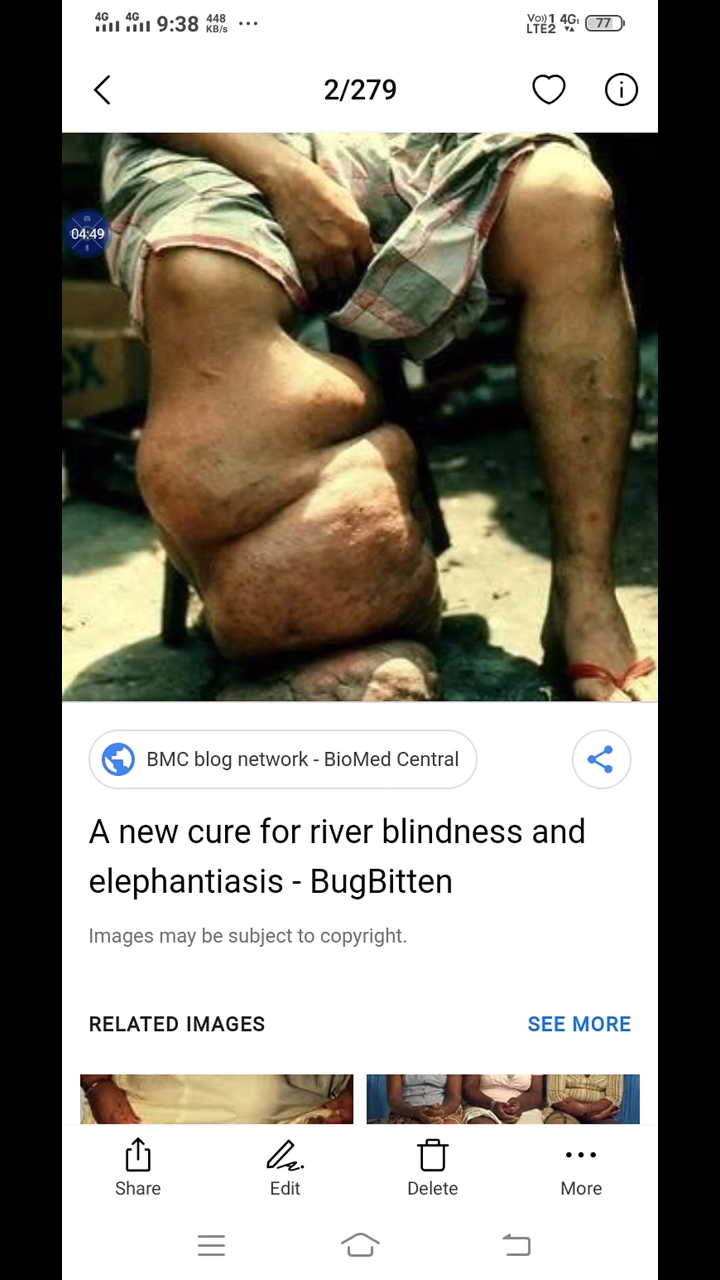 4G 4G 9:38 448 KB/s ...
Vo))1 4G LTE2 77
2/279
04:49
EX
BMC blog network - BioMed Central
A new cure for river blindness and
elephantiasis - BugBitten
Images may be subject to copyright.
RELATED IMAGES SEE MORE
Share Edit Delete More